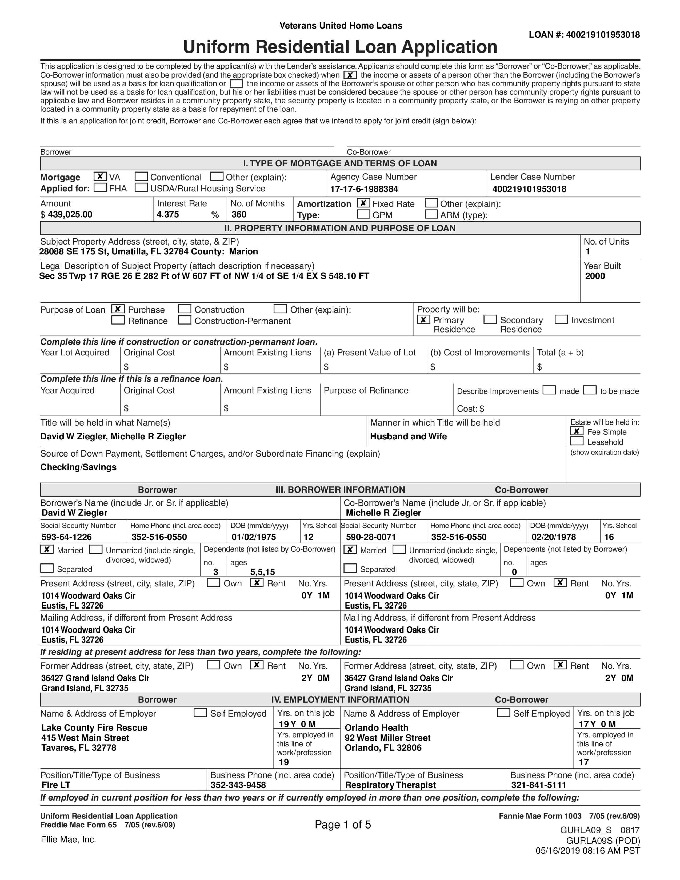 Veterans United Home Loans
LOAN #: 400219101953018
Uniform Residential Loan Application
This application is designed to be completed by the applicant(s) with the Lender's assistance. Applicants should complete this form as "Borrower" or "Co-Borrower," as applicable.
Co-Borrower information must also be provided (and the appropriate box checked) when X the income or assets of a person other than the Borrower (including the Borrower's
spouse) will be used as a basis for loan qualification or the income or assets of the Borrower's spouse or other person who has community property rights pursuant to state
law will not be used as a basis for loan qualification, but his or her liabilities must be considered because the spouse or other person has community property rights pursuant to
applicable law and Borrower resides in a community property state, the security property is located in a community property state, or the Borrower is relying on other property
located in a community property state as a basis for repayment of the loan.
If this is an application for joint credit, Borrower and Co-Borrower each agree that we intend to apply for joint credit (sign below):
Borrower Co-Borrower
I. TYPE OF MORTGAGE AND TERMS OF LOAN
Mortgage X VA Conventional Other (explain): Agency Case Number Lender Case Number
Applied for: FHA USDA/Rural Housing Service 17-17-6-1988384 400219101953018
Amount Interest Rate No. of Months Amortization X Fixed Rate Other (explain):
$ 439,025.00 4.375 % 360 Type: GPM ARM (type):
II. PROPERTY INFORMATION AND PURPOSE OF LOAN
Subject Property Address (street, city, state, & ZIP) No. of Units
28088 SE 175 St, Umatilla, FL 32784 County: Marion 1
Legal Description of Subject Property (attach description if necessary) Year Built
Sec 35 Twp 17 RGE 26 E 282 Ft of W 607 FT of NW 1/4 of SE 1/4 EX S 548.10 FT 2000
Purpose of Loan X Purchase Construction Other (explain): Property will be:
Refinance Construction-Permanent X Primary Residence Secondary Residence Investment
Complete this line if construction or construction-permanent loan.
Year Lot Acquired Original Cost Amount Existing Liens (a) Present Value of Lot (b) Cost of Improvements Total (a + b)
$ $ $ $ $
Complete this line if this is a refinance loan.
Year Acquired Original Cost Amount Existing Liens Purpose of Refinance Describe Improvements made to be made
$ $ Cost: $
Title will be held in what Name(s) Manner in which Title will be held Estate will be held in:
David W Ziegler, Michelle R Ziegler Husband and Wife X Fee Simple
Leasehold
Source of Down Payment, Settlement Charges, and/or Subordinate Financing (explain) (show expiration date)
Checking/Savings
Borrower III. BORROWER INFORMATION Co-Borrower
Borrower's Name (include Jr. or Sr. if applicable) Co-Borrower's Name (include Jr. or Sr. if applicable)
David W Ziegler Michelle R Ziegler
Social Security Number Home Phone (incl. area code) DOB (mm/dd/yyyy) Yrs. School Social Security Number Home Phone (incl. area code) DOB (mm/dd/yyyy) Yrs. School
593-64-1226 352-516-0550 01/02/1975 12 590-28-0071 352-516-0550 02/20/1978 16
X Married Unmarried (include single, Dependents (not listed by Co-Borrower) X Married Unmarried (include single, Dependents (not listed by Borrower)
Separated divorced, widowed) no. 3 ages 5,5,15 Separated divorced, widowed) no. 0 ages
Present Address (street, city, state, ZIP) Own X Rent No. Yrs. Present Address (street, city, state, ZIP) Own X Rent No. Yrs.
1014 Woodward Oaks Cir 0Y 1M 1014 Woodward Oaks Cir 0Y 1M
Eustis, FL 32726 Eustis, FL 32726
Mailing Address, if different from Present Address Mailing Address, if different from Present Address
1014 Woodward Oaks Cir 1014 Woodward Oaks Cir
Eustis, FL 32726 Eustis, FL 32726
If residing at present address for less than two years, complete the following:
Former Address (street, city, state, ZIP) Own X Rent No. Yrs. Former Address (street, city, state, ZIP) Own X Rent No. Yrs.
36427 Grand Island Oaks Cir 2Y 0M 36427 Grand Island Oaks Cir 2Y 0M
Grand Island, FL 32735 Grand Island, FL 32735
Borrower IV. EMPLOYMENT INFORMATION Co-Borrower
Name & Address of Employer Self Employed Yrs. on this job Name & Address of Employer Self Employed Yrs. on this job
19Y 0 M 17Y 0M
Lake County Fire Rescue Yrs. employed in Orlando Health Yrs. employed in
415 West Main Street this line of 92 West Miller Street this line of
Tavares, FL 32778 work/profession Orlando, FL 32806 work/profession
19 17
Position/Title/Type of Business Business Phone (incl. area code) Position/Title/Type of Business Business Phone (incl. area code)
Fire LT 352-343-9458 Respiratory Therapist 321-841-5111
If employed in current position for less than two years or if currently employed in more than one position, complete the following:
Uniform Residential Loan Application Fannie Mae Form 1003 7/05 (rev.6/09)
Freddie Mac Form 65 7/05 (rev.6/09) Page 1 of 5 GURLA09_S 0817
Ellie Mae, Inc. GURLA09S (POD)
05/16/2019 08:16 AM PST